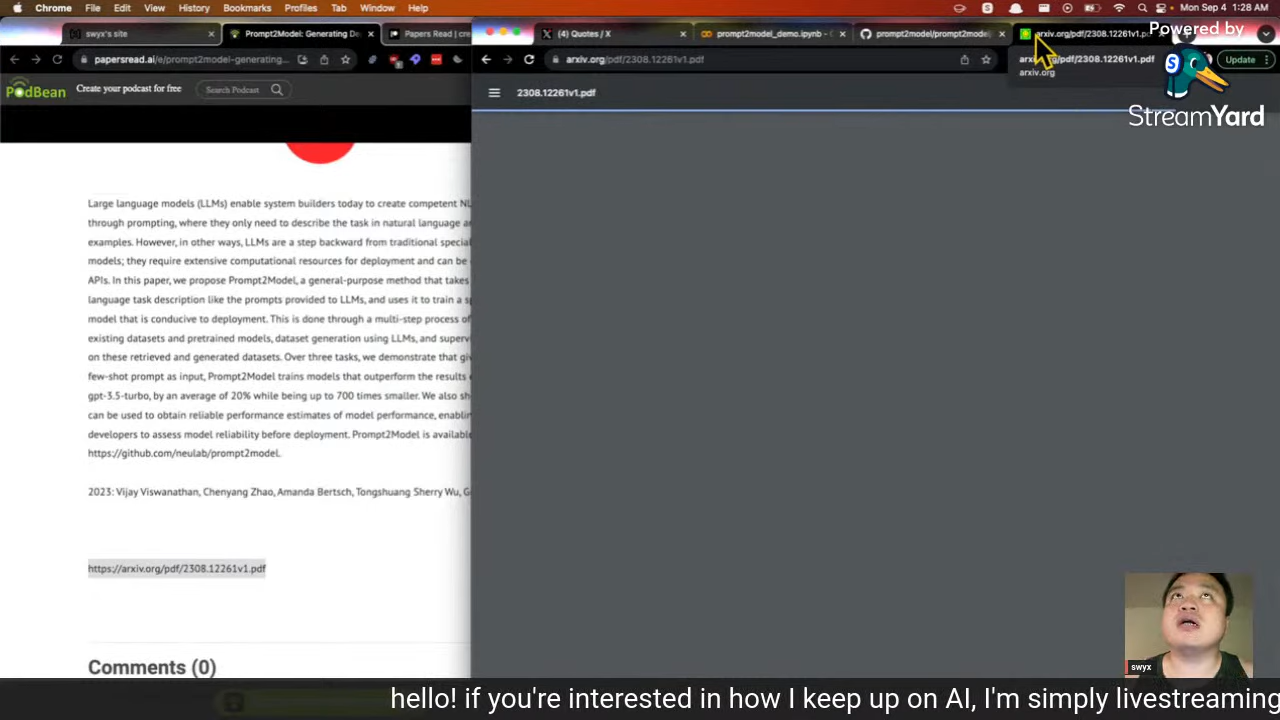 Chrome File Edit View History Bookmarks Profiles Tab Window Help
Mon Sep 4 1:28 AM
swyx's site
Prompt2Model: Generating De
Papers Read |
papersread.ai/e/prompt2model-generating...
PodBean
Create your podcast for free
Search Podcast
(4) Quotes / X
prompt2model_demo.ipynb - C
prompt2model/prompt2mode
arxiv.org/pdf/2308.12261v1.p
arxiv.org/pdf/2308.12261v1.pdf
arxiv.org/pdf/2308.12261v1.pdf
arxiv.org
Update
2308.12261v1.pdf
Powered by
StreamYard
Large language models (LLMs) enable system builders today to create competent NL
through prompting, where they only need to describe the task in natural language a
examples. However, in other ways, LLMs are a step backward from traditional special
models; they require extensive computational resources for deployment and can be
APIs. In this paper, we propose Prompt2Model, a general-purpose method that takes
language task description like the prompts provided to LLMs, and uses it to train a sp
model that is conducive to deployment. This is done through a multi-step process of
existing datasets and pretrained models, dataset generation using LLMs, and superv
on these retrieved and generated datasets. Over three tasks, we demonstrate that gi
few-shot prompt as input, Prompt2Model trains models that outperform the results
gpt-3.5-turbo, by an average of 20% while being up to 700 times smaller. We also sh
can be used to obtain reliable performance estimates of model performance, enablin
developers to assess model reliability before deployment. Prompt2Model is available
https://github.com/neulab/prompt2model.
2023: Vijay Viswanathan, Chenyang Zhao, Amanda Bertsch, Tongshuang Sherry Wu, G
https://arxiv.org/pdf/2308.12261v1.pdf
Comments (0)
swyx
hello! if you're interested in how I keep up on AI, I'm simply livestreaming